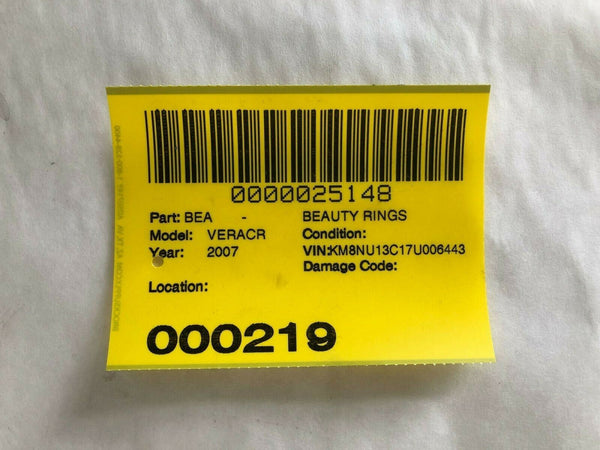 0000025148
Part: BEA - BEAUTY RINGS
Model: VERACR Condition:
Year: 2007 VIN:KM8NU13C17U006443
Damage Code:
Location:
000219